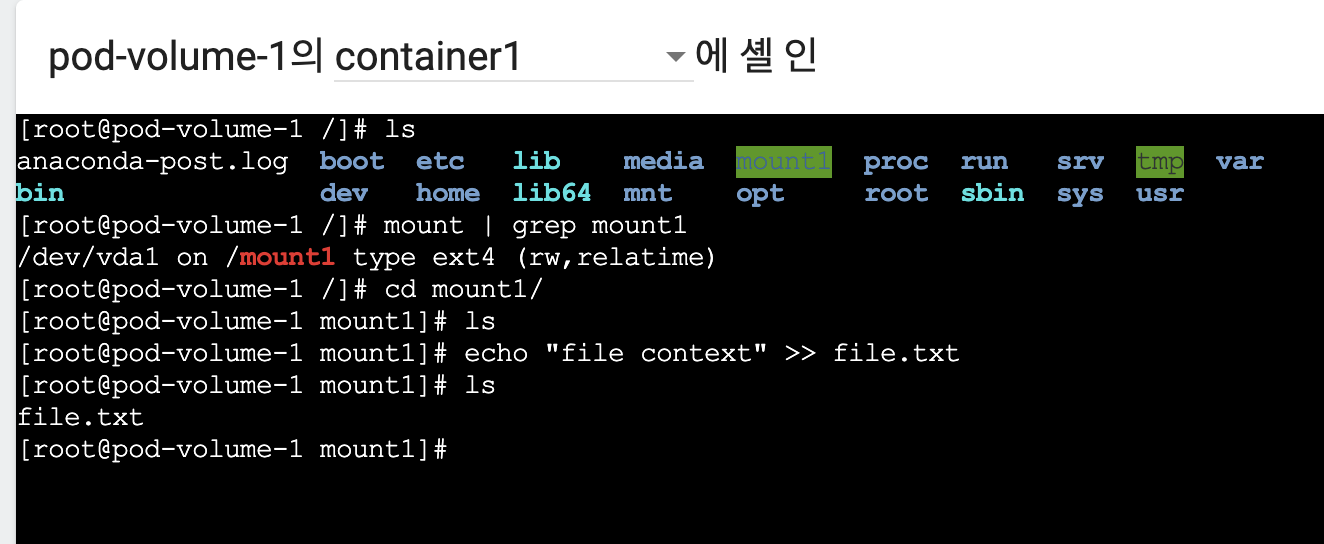 pod-volume-1의 container1 에 셸 인
[root@pod-volume-1 /]# ls
anaconda-post.log  boot  etc   lib    media  mount1  proc  run   srv  tmp  var
bin                dev   home  lib64  mnt    opt     root  sbin  sys  usr
[root@pod-volume-1 /]# mount | grep mount1
/dev/vda1 on /mount1 type ext4 (rw,relatime)
[root@pod-volume-1 /]# cd mount1/
[root@pod-volume-1 mount1]# ls
[root@pod-volume-1 mount1]# echo "file context" >> file.txt
[root@pod-volume-1 mount1]# ls
file.txt
[root@pod-volume-1 mount1]#